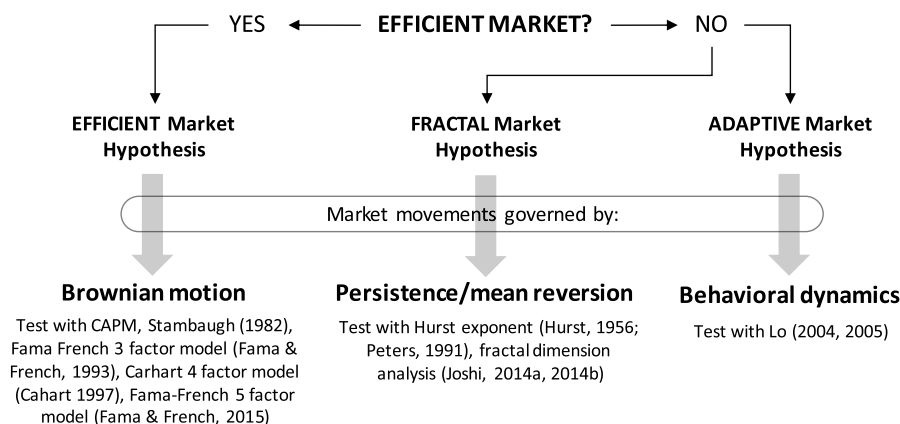 YES EFFICIENT MARKET? NO
EFFICIENT Market
Hypothesis
FRACTAL Market
Hypothesis
ADAPTIVE Market
Hypothesis
Market movements governed by:
Brownian motion
Test with CAPM, Stambaugh (1982),
Fama French 3 factor model (Fama &
French, 1993), Carhart 4 factor model
(Cahart 1997), Fama-French 5 factor
model (Fama & French, 2015)
Persistence/mean reversion
Test with Hurst exponent (Hurst, 1956;
Peters, 1991), fractal dimension
analysis (Joshi, 2014a, 2014b)
Behavioral dynamics
Test with Lo (2004, 2005)